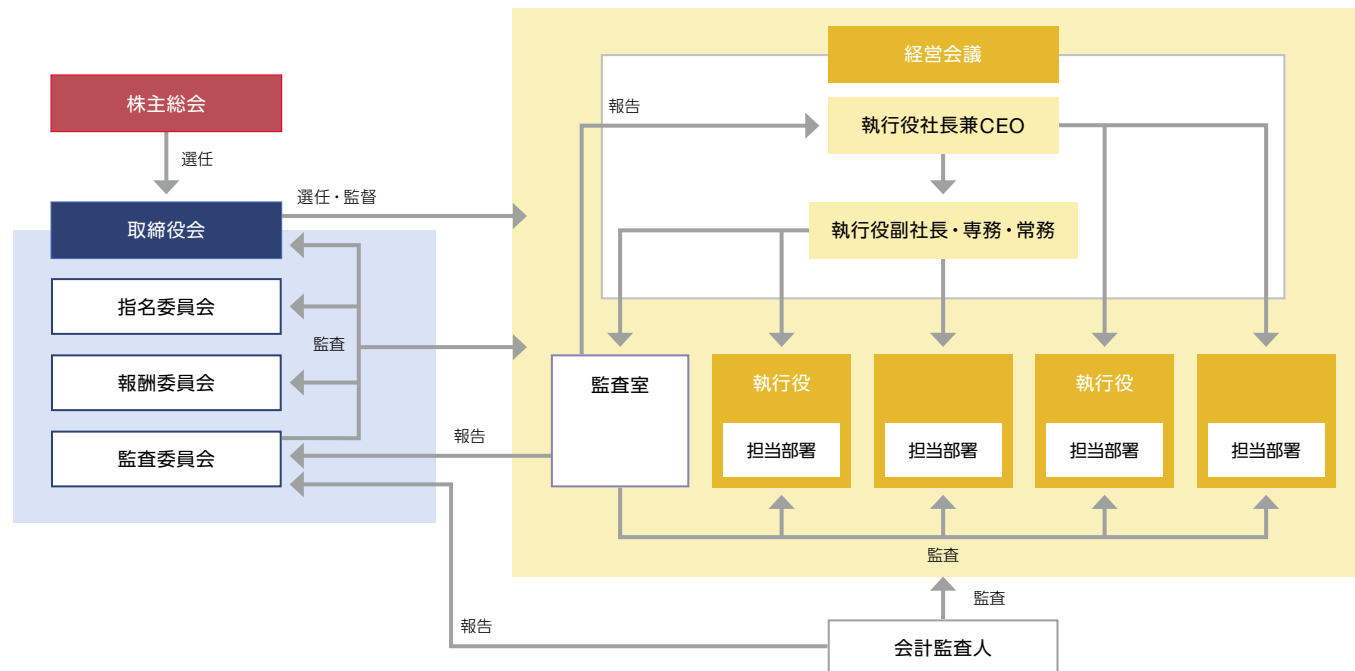 株主総会
選任
取締役会
選任・監督
指名委員会
報酬委員会
監査委員会
監査
経営会議
報告
執行役社長兼CEO
執行役副社長・専務・常務
監査室
執行役
担当部署
担当部署
執行役
担当部署
担当部署
報告
監査
監査
報告
会計監査人